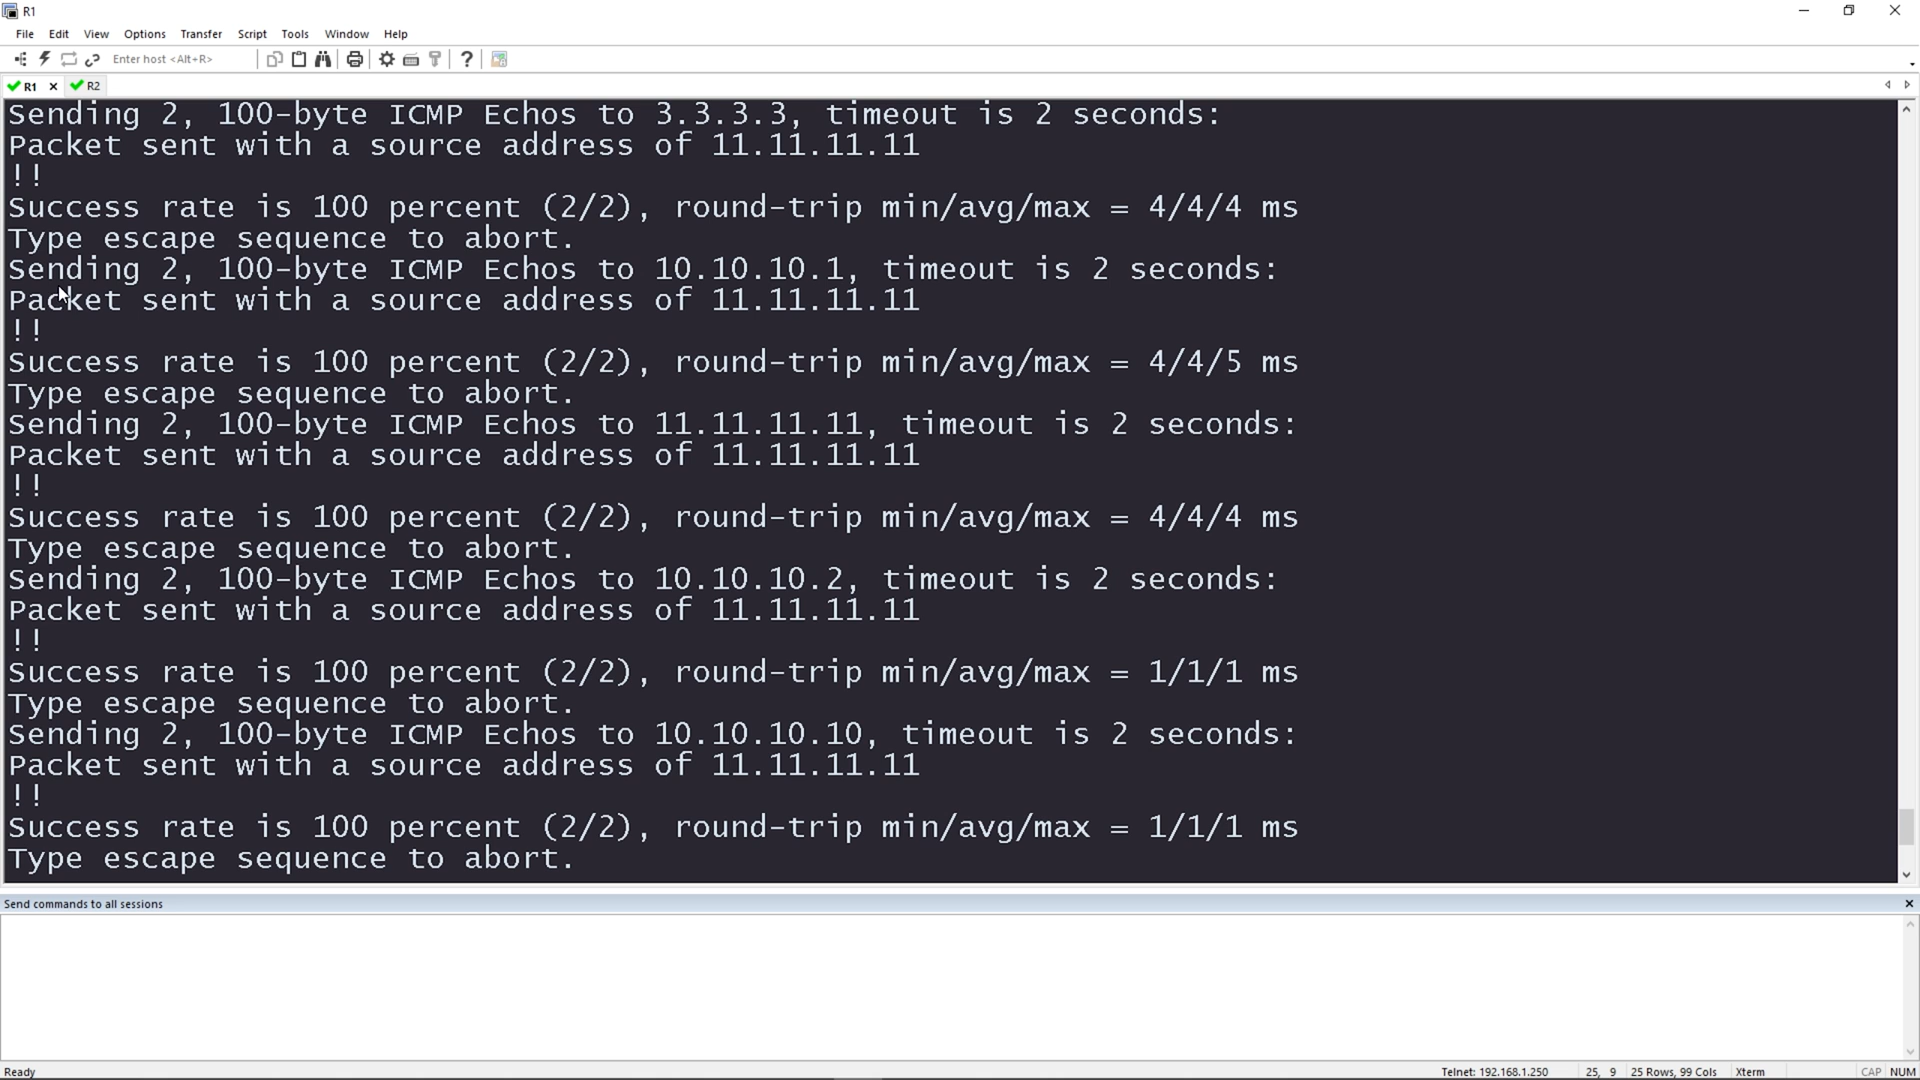 R1
File Edit View Options Transfer Script Tools Window Help
Enter host <Alt+R>
R1 R2
Sending 2, 100-byte ICMP Echos to 3.3.3.3, timeout is 2 seconds:
Packet sent with a source address of 11.11.11.11
!!
Success rate is 100 percent (2/2), round-trip min/avg/max = 4/4/4 ms
Type escape sequence to abort.
Sending 2, 100-byte ICMP Echos to 10.10.10.1, timeout is 2 seconds:
Packet sent with a source address of 11.11.11.11
!!
Success rate is 100 percent (2/2), round-trip min/avg/max = 4/4/5 ms
Type escape sequence to abort.
Sending 2, 100-byte ICMP Echos to 11.11.11.11, timeout is 2 seconds:
Packet sent with a source address of 11.11.11.11
!!
Success rate is 100 percent (2/2), round-trip min/avg/max = 4/4/4 ms
Type escape sequence to abort.
Sending 2, 100-byte ICMP Echos to 10.10.10.2, timeout is 2 seconds:
Packet sent with a source address of 11.11.11.11
!!
Success rate is 100 percent (2/2), round-trip min/avg/max = 1/1/1 ms
Type escape sequence to abort.
Sending 2, 100-byte ICMP Echos to 10.10.10.10, timeout is 2 seconds:
Packet sent with a source address of 11.11.11.11
!!
Success rate is 100 percent (2/2), round-trip min/avg/max = 1/1/1 ms
Type escape sequence to abort.
Send commands to all sessions
Ready Telnet: 192.168.1.250 25, 9 25 Rows, 99 Cols Xterm CAP NUM